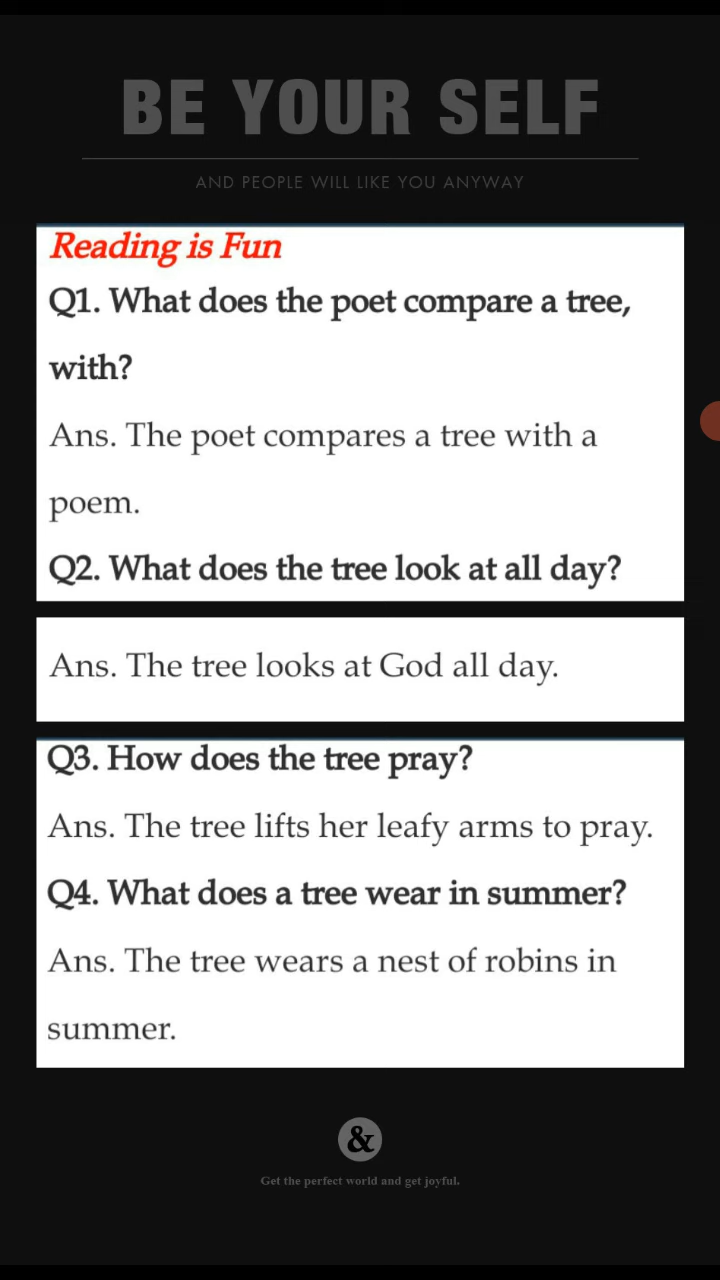 BE YOUR SELF
AND PEOPLE WILL LIKE YOU ANYWAY
Reading is Fun
Q1. What does the poet compare a tree,
with?
Ans. The poet compares a tree with a
poem.
Q2. What does the tree look at all day?
Ans. The tree looks at God all day.
Q3. How does the tree pray?
Ans. The tree lifts her leafy arms to pray.
Q4. What does a tree wear in summer?
Ans. The tree wears a nest of robins in
summer.
&
Get the perfect world and get joyful.